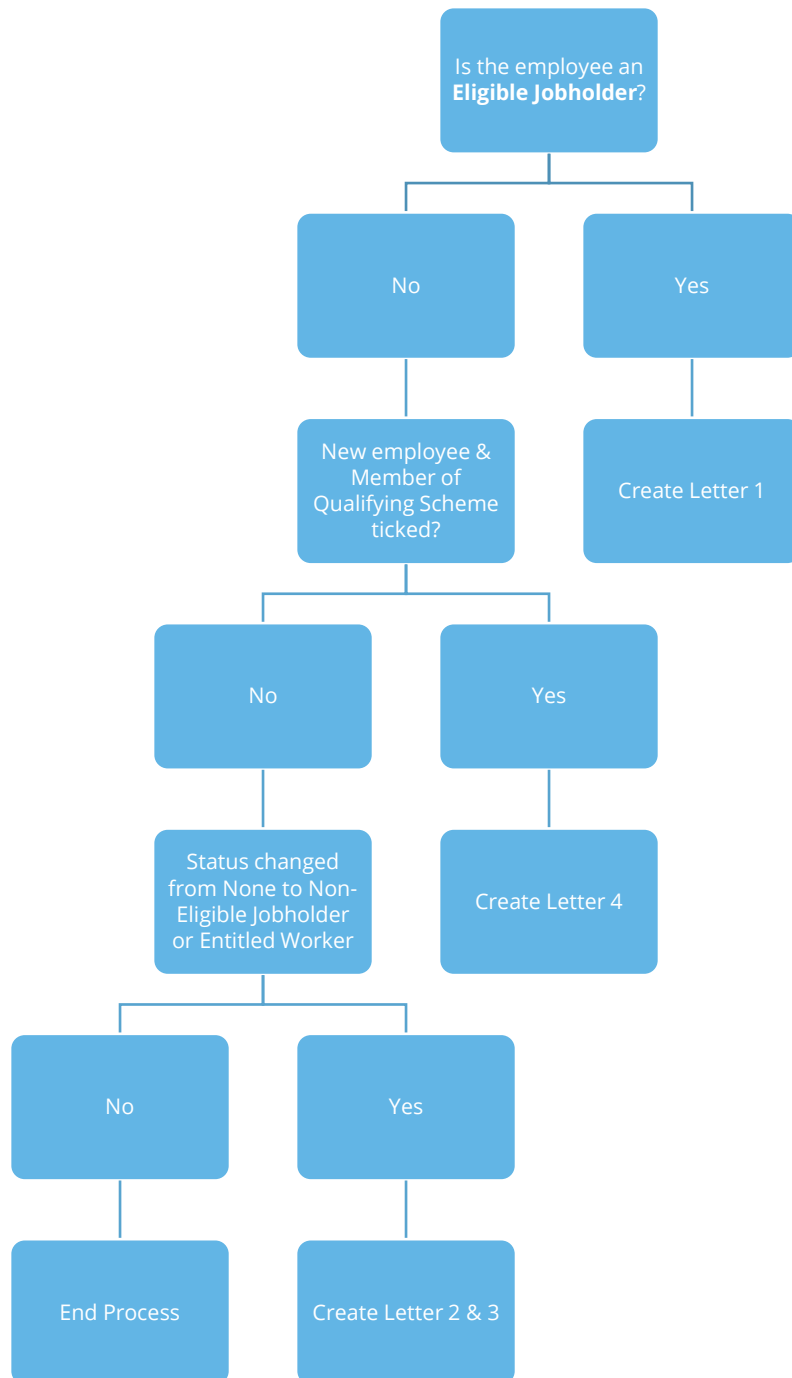 Is the employee an
Eligible Jobholder?
No
Yes
New employee &
Member of
Qualifying Scheme
ticked?
Create Letter 1
No
Yes
Status changed
from None to Non-
Eligible Jobholder
or Entitled Worker
Create Letter 4
No
Yes
End Process
Create Letter 2 & 3